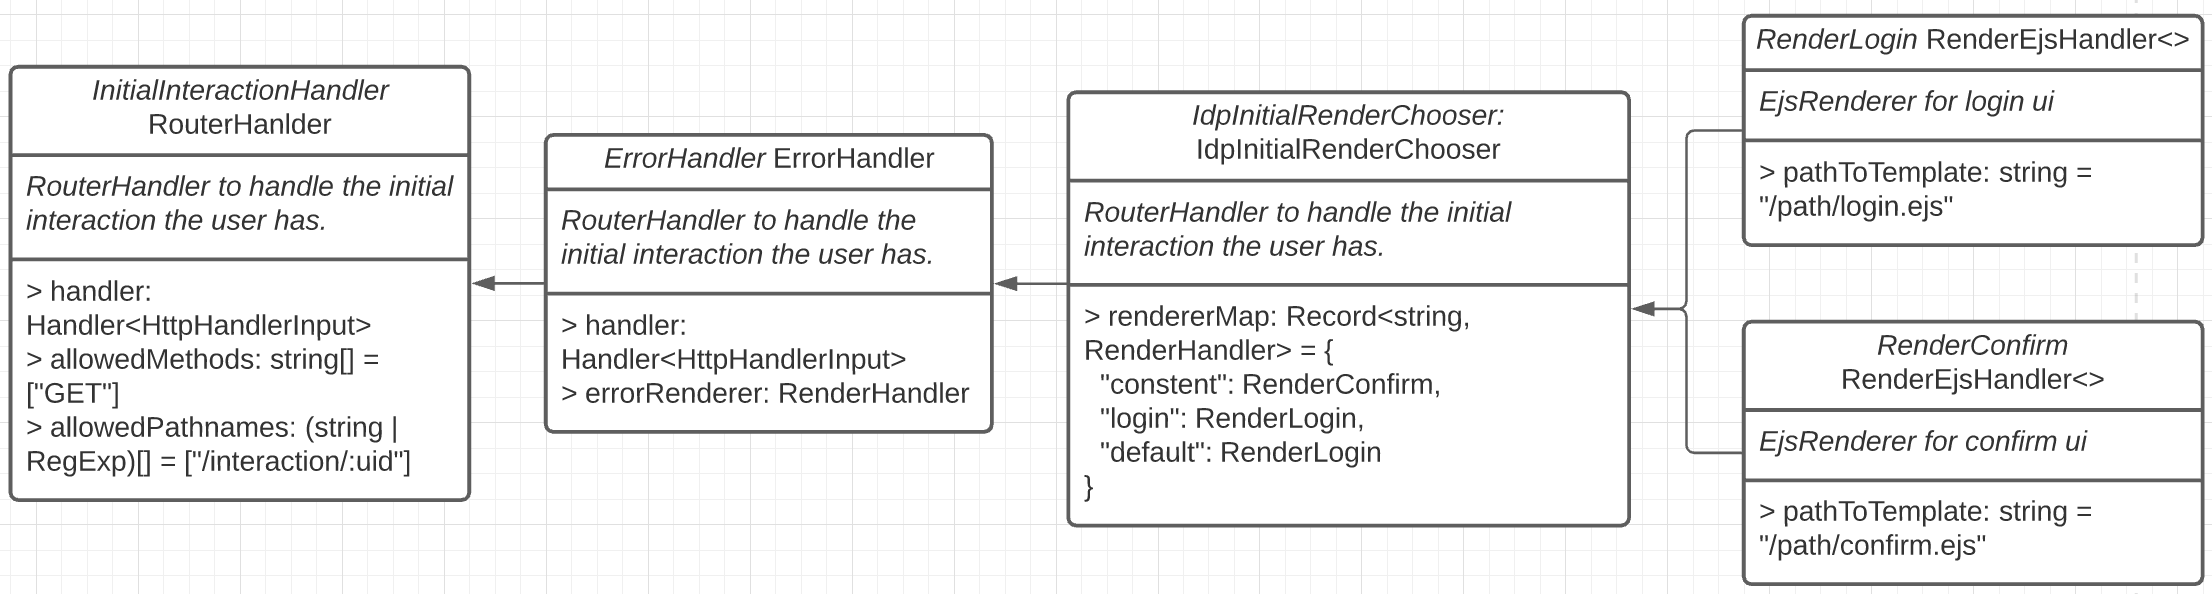 InitialInteractionHandler
RouterHanlder
RouterHandler to handle the initial
interaction the user has.
> handler:
Handler<HttpHandlerInput>
> allowedMethods: string[] =
["GET"]
> allowedPathnames: (string |
RegExp)[] = ["/interaction/:uid"]
ErrorHandler ErrorHandler
RouterHandler to handle the
initial interaction the user has.
> handler:
Handler<HttpHandlerInput>
> errorRenderer: RenderHandler
IdpInitialRenderChooser:
IdpInitialRenderChooser
RouterHandler to handle the initial
interaction the user has.
> rendererMap: Record<string,
RenderHandler> = {
"constent": RenderConfirm,
"login": RenderLogin,
"default": RenderLogin
}
RenderLogin RenderEjsHandler<>
EjsRenderer for login ui
> pathToTemplate: string =
"/path/login.ejs"
RenderConfirm
RenderEjsHandler<>
EjsRenderer for confirm ui
> pathToTemplate: string =
"/path/confirm.ejs"